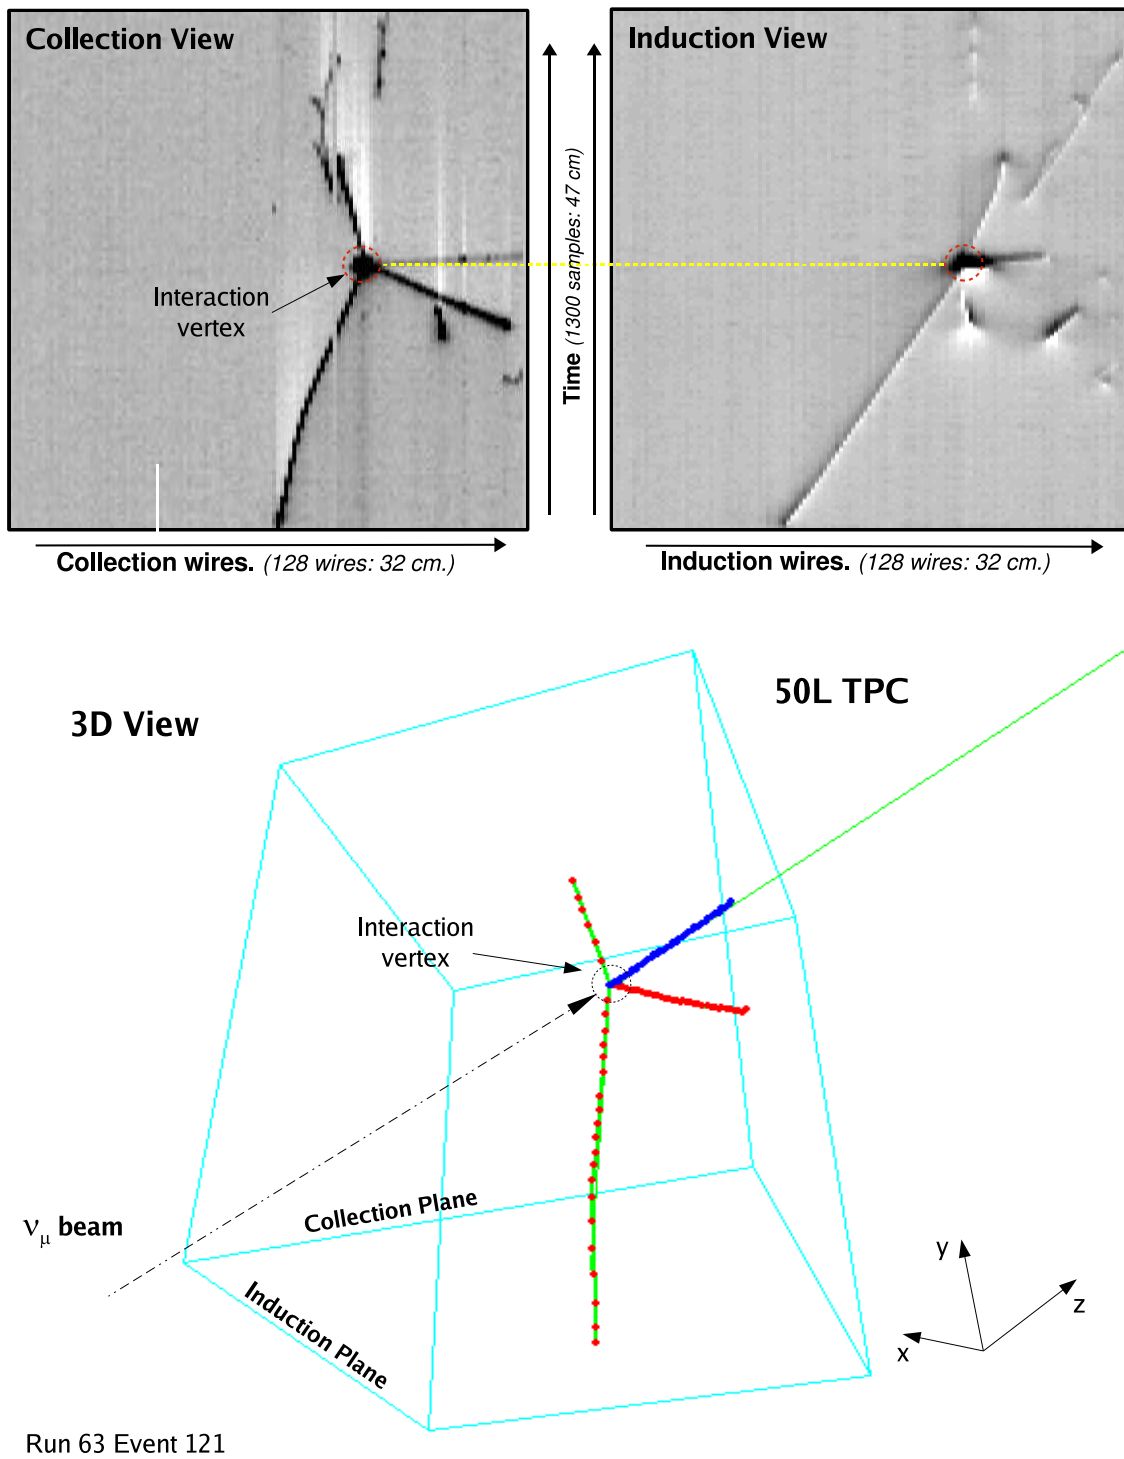 Collection View
Induction View
Interaction
vertex
Time (1300 samples: 47 cm)
Collection wires. (128 wires: 32 cm.)
Induction wires. (128 wires: 32 cm.)
3D View
50L TPC
Interaction
vertex
νμ beam
Collection Plane
Induction Plane
y
z
x
Run 63 Event 121